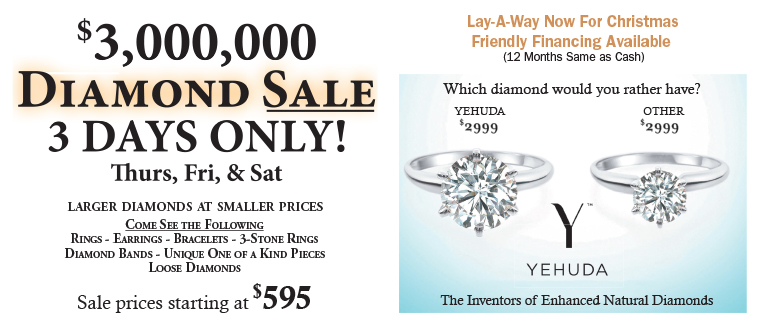 $3,000,000
DIAMOND SALE
3 DAYS ONLY!
Thurs, Fri, & Sat
LARGER DIAMONDS AT SMALLER PRICES
COME SEE THE FOLLOWING
RINGS - EARRINGS - BRACELETS - 3-STONE RINGS
DIAMOND BANDS - UNIQUE ONE OF A KIND PIECES
LOOSE DIAMONDS
Sale prices starting at $595
Lay-A-Way Now For Christmas
Friendly Financing Available
(12 Months Same as Cash)
Which diamond would you rather have?
YEHUDA OTHER
$2999 $2999
Y™
YEHUDA
The Inventors of Enhanced Natural Diamonds